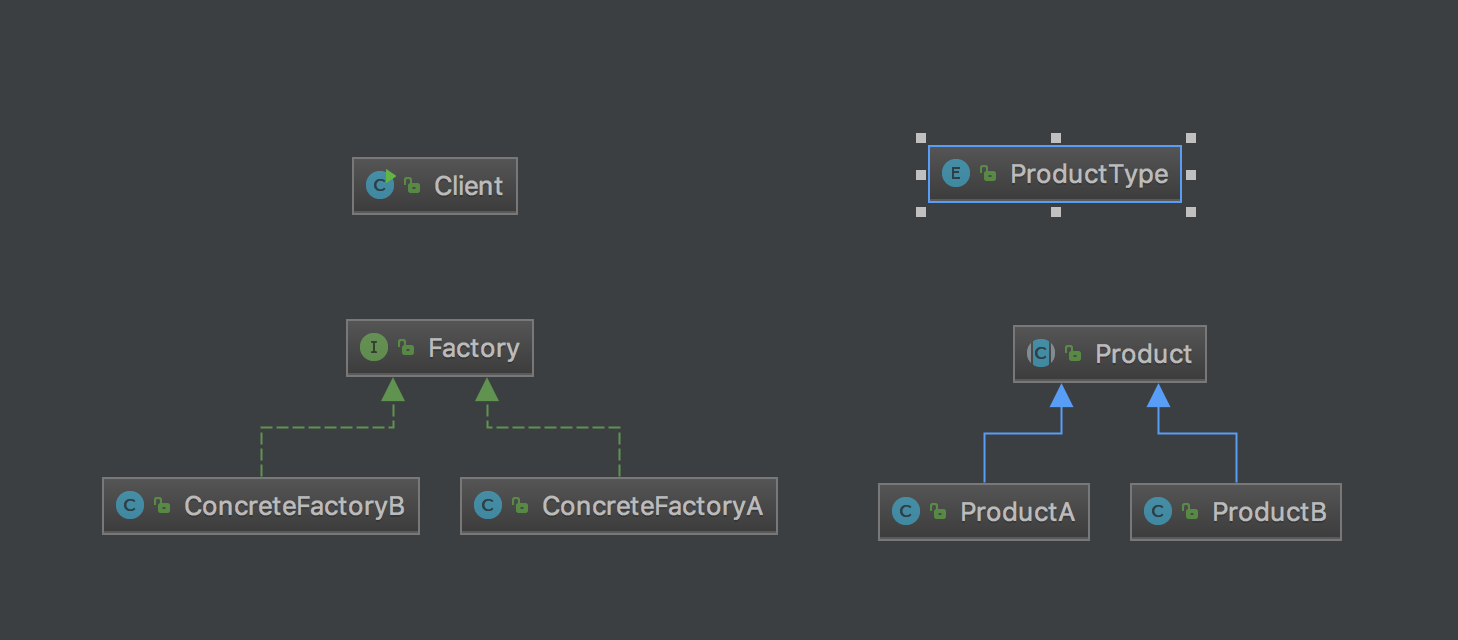 C Client
E ProductType
I Factory
C Product
C ConcreteFactoryB
C ConcreteFactoryA
C ProductA
C ProductB